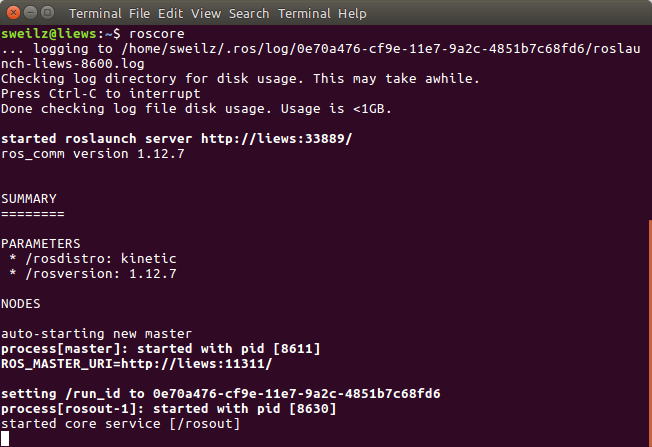 Terminal File Edit View Search Terminal Help
sweilz@liews:~$ roscore
... logging to /home/sweilz/.ros/log/0e70a476-cf9e-11e7-9a2c-4851b7c68fd6/roslau
nch-liews-8600.log
Checking log directory for disk usage. This may take awhile.
Press Ctrl-C to interrupt
Done checking log file disk usage. Usage is <1GB.
started roslaunch server http://liews:33889/
ros_comm version 1.12.7
SUMMARY
========
PARAMETERS
* /rosdistro: kinetic
* /rosversion: 1.12.7
NODES
auto-starting new master
process[master]: started with pid [8611]
ROS_MASTER_URI=http://liews:11311/
setting /run_id to 0e70a476-cf9e-11e7-9a2c-4851b7c68fd6
process[rosout-1]: started with pid [8630]
started core service [/rosout]